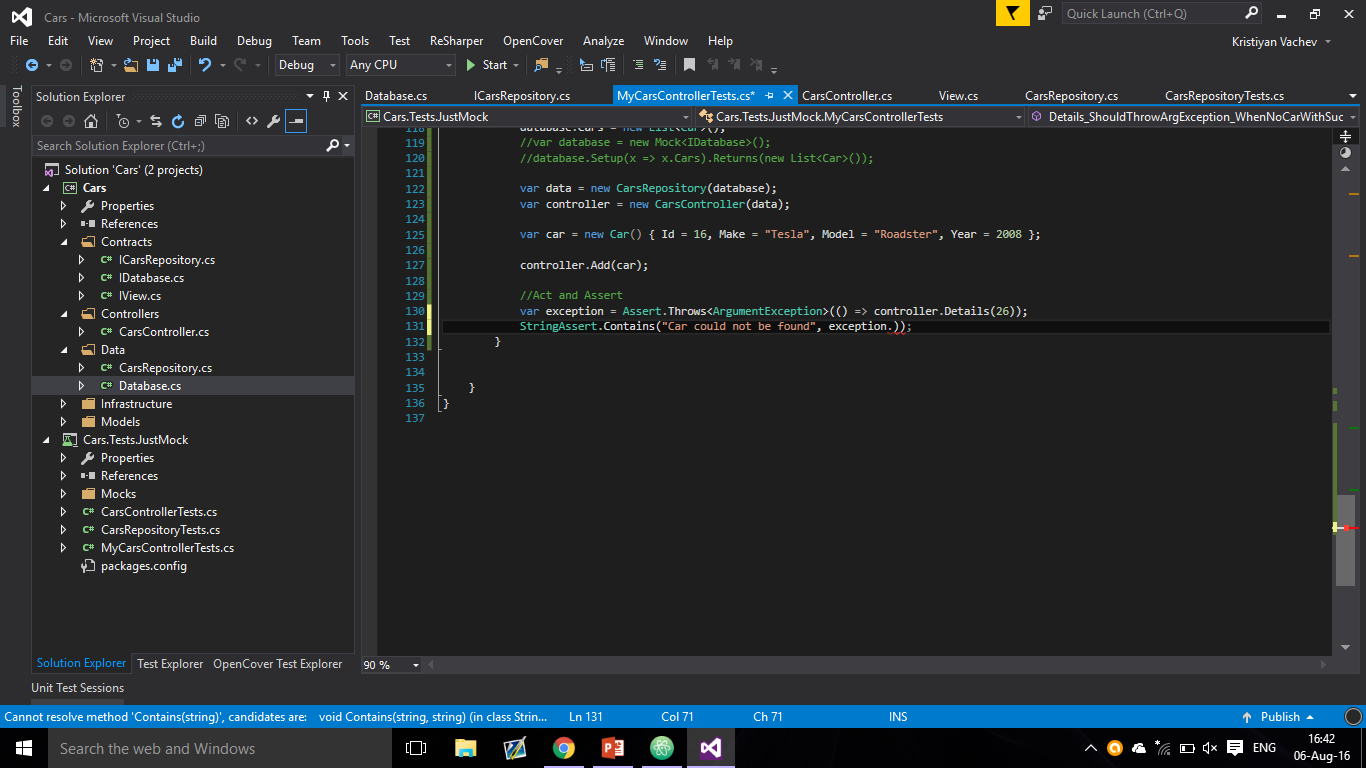 Cars - Microsoft Visual Studio
Quick Launch (Ctrl+Q)
File Edit View Project Build Debug Team Tools Test ReSharper OpenCover Analyze Window Help
Kristiyan Vachev
Debug Any CPU Start
Toolbox
Solution Explorer
Search Solution Explorer (Ctrl+;)
Solution 'Cars' (2 projects)
Cars
Properties
References
Contracts
ICarsRepository.cs
IDatabase.cs
IView.cs
Controllers
CarsController.cs
Data
CarsRepository.cs
Database.cs
Infrastructure
Models
Cars.Tests.JustMock
Properties
References
Mocks
CarsControllerTests.cs
CarsRepositoryTests.cs
MyCarsControllerTests.cs
packages.config
Solution Explorer Test Explorer OpenCover Test Explorer
Unit Test Sessions
Database.cs ICarsRepository.cs MyCarsControllerTests.cs* CarsController.cs View.cs CarsRepository.cs CarsRepositoryTests.cs
Cars.Tests.JustMock Cars.Tests.JustMock.MyCarsControllerTests Details_ShouldThrowArgException_WhenNoCarWithSuc
118 database.Cars = new List<Car>();
119 //var database = new Mock<IDatabase>();
120 //database.Setup(x => x.Cars).Returns(new List<Car>());
121
122 var data = new CarsRepository(database);
123 var controller = new CarsController(data);
124
125 var car = new Car() { Id = 16, Make = "Tesla", Model = "Roadster", Year = 2008 };
126
127 controller.Add(car);
128
129 //Act and Assert
130 var exception = Assert.Throws<ArgumentException>(() => controller.Details(26));
131 StringAssert.Contains("Car could not be found", exception.));
132 }
133
134
135 }
136 }
137
90 %
Cannot resolve method 'Contains(string)', candidates are: void Contains(string, string) (in class Strin... Ln 131 Col 71 Ch 71 INS Publish
Search the web and Windows
ENG
16:42
06-Aug-16